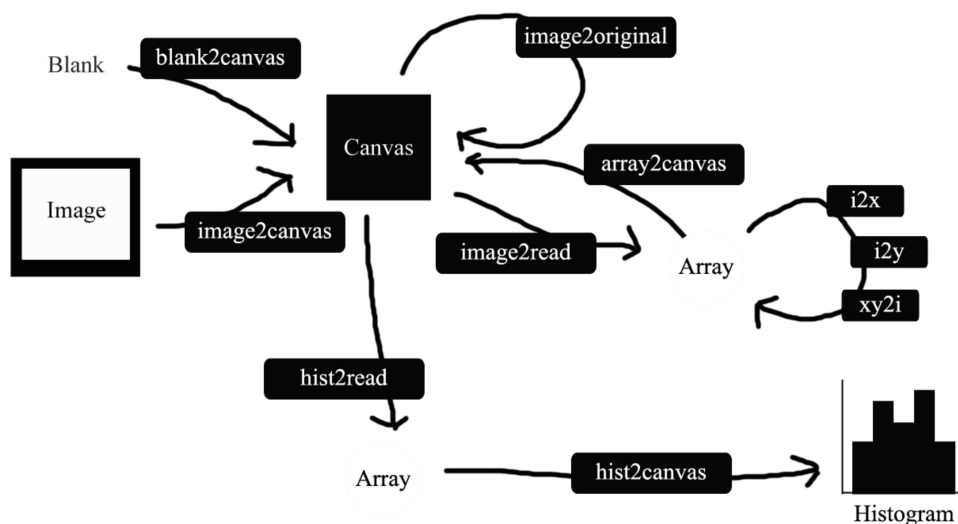 image2original
blank2canvas
Blank
Canvas
array2canvas
Image
i2x
image2canvas
image2read
Array
i2y
xy2i
hist2read
Array
hist2canvas
Histogram